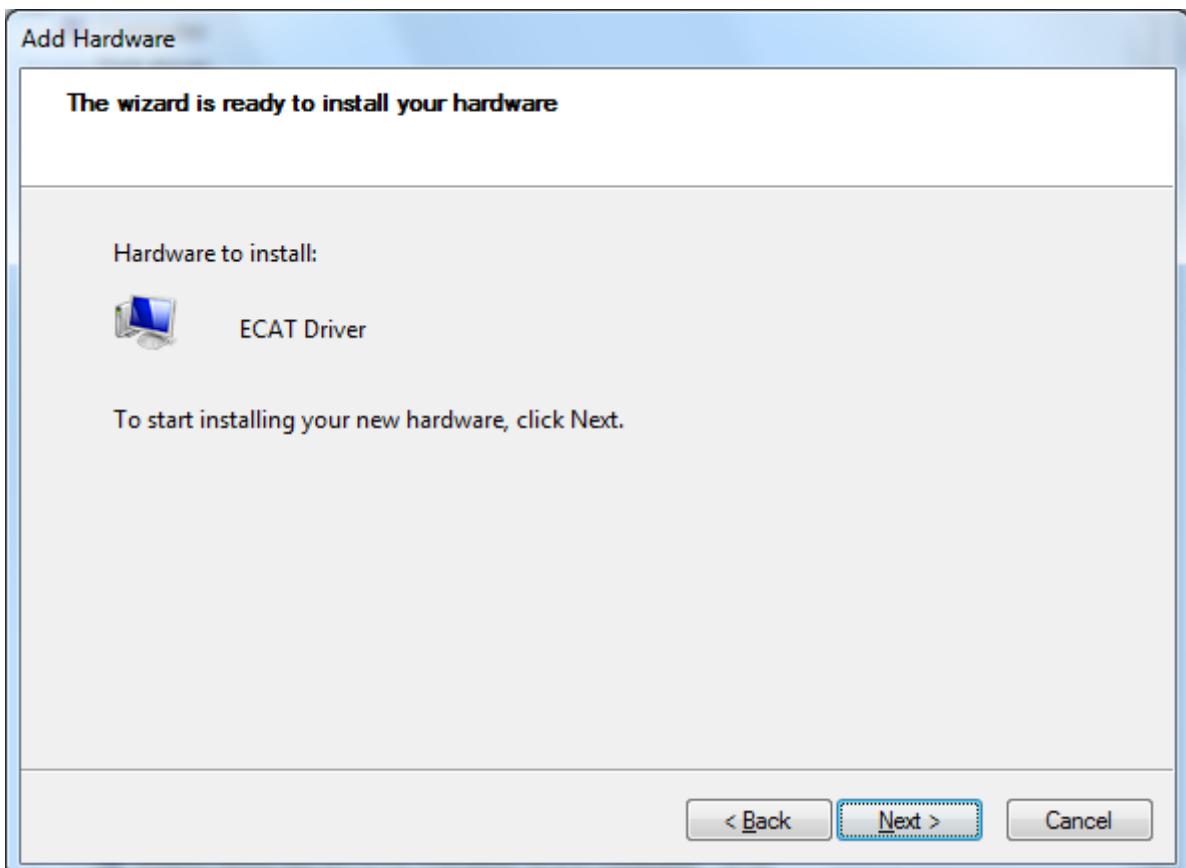 Add Hardware
The wizard is ready to install your hardware
Hardware to install:
ECAT Driver
To start installing your new hardware, click Next.
< Back
Next >
Cancel